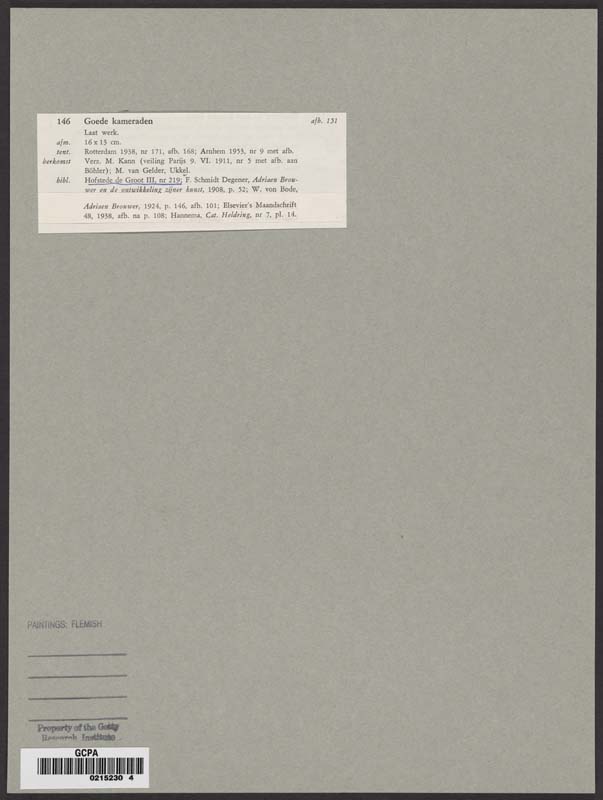 146 Goede kameraden afb. 131
Laat werk.
afm. 16 x 13 cm.
tent. Rotterdam 1938, nr 171, afb. 168; Arnhem 1953, nr 9 met afb.
herkomst Verz. M. Kann (veiling Parijs 9. VI. 1911, nr 5 met afb. aan
Böhler); M. van Gelder, Ukkel.
bibl. Hofstede de Groot III, nr 219; F. Schmidt Degener, Adriaen Brou-
wer en de ontwikkeling zijner kunst, 1908, p. 52; W. von Bode,
Adriaen Brouwer, 1924, p. 146, afb. 101; Elsevier's Maandschrift
48, 1938, afb. na p. 108; Hannema, Cat. Heldring, nr 7, pl. 14.
PAINTINGS: FLEMISH
Property of the Getty
Research Institute
GCPA
0215230 4